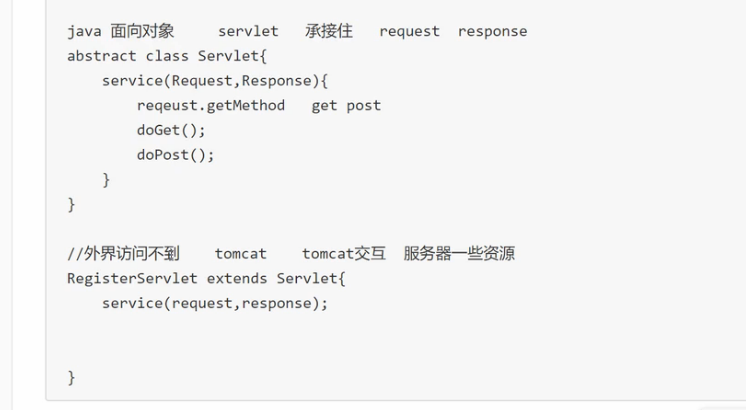 java 面向对象 servlet 承接住 request response
abstract class Servlet{
service(Request,Response){
reqeust.getMethod get post
doGet();
doPost();
}
}
//外界访问不到 tomcat tomcat交互 服务器一些资源
RegisterServlet extends Servlet{
service(request,response);
}